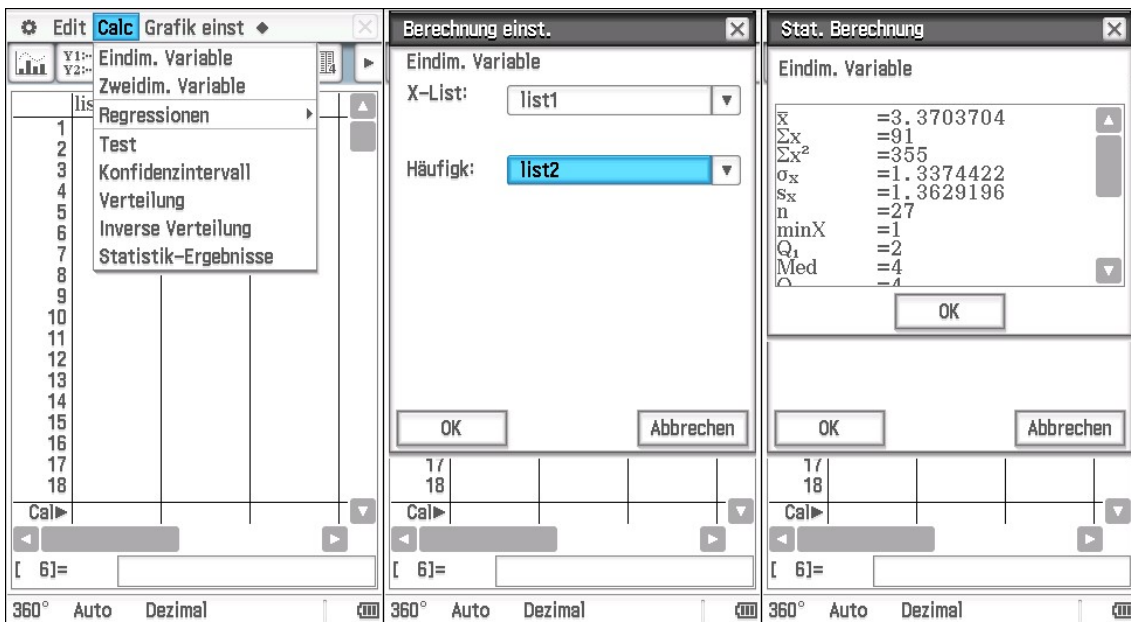 Edit Calc Grafik einst ◆
Y1:··
Y2:··
Eindim. Variable
Zweidim. Variable
Regressionen
Test
Konfidenzintervall
Verteilung
Inverse Verteilung
Statistik-Ergebnisse
lis
1
2
3
4
5
6
7
8
9
10
11
12
13
14
15
16
17
18
Cal▶
[ 6]=
360° Auto Dezimal
Berechnung einst.
Eindim. Variable
X-List: list1
Häufigk: list2
OK Abbrechen
17
18
Cal▶
[ 6]=
360° Auto Dezimal
Stat. Berechnung
Eindim. Variable
x̄ =3.3703704
Σx =91
Σx² =355
σx =1.3374422
sx =1.3629196
n =27
minX =1
Q₁ =2
Med =4
OK
OK Abbrechen
17
18
Cal▶
[ 6]=
360° Auto Dezimal